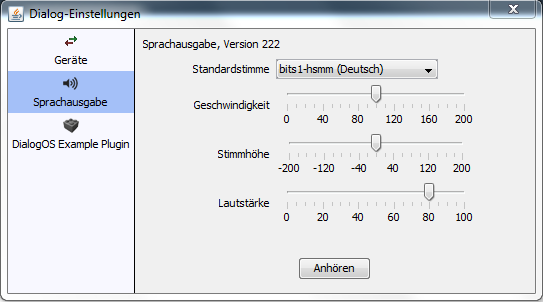 Dialog-Einstellungen
Geräte
Sprachausgabe
DialogOS Example Plugin
Sprachausgabe, Version 222
Standardstimme bits1-hsmm (Deutsch)
Geschwindigkeit
0 40 80 120 160 200
Stimmhöhe
-200 -120 -40 40 120 200
Lautstärke
0 20 40 60 80 100
Anhören